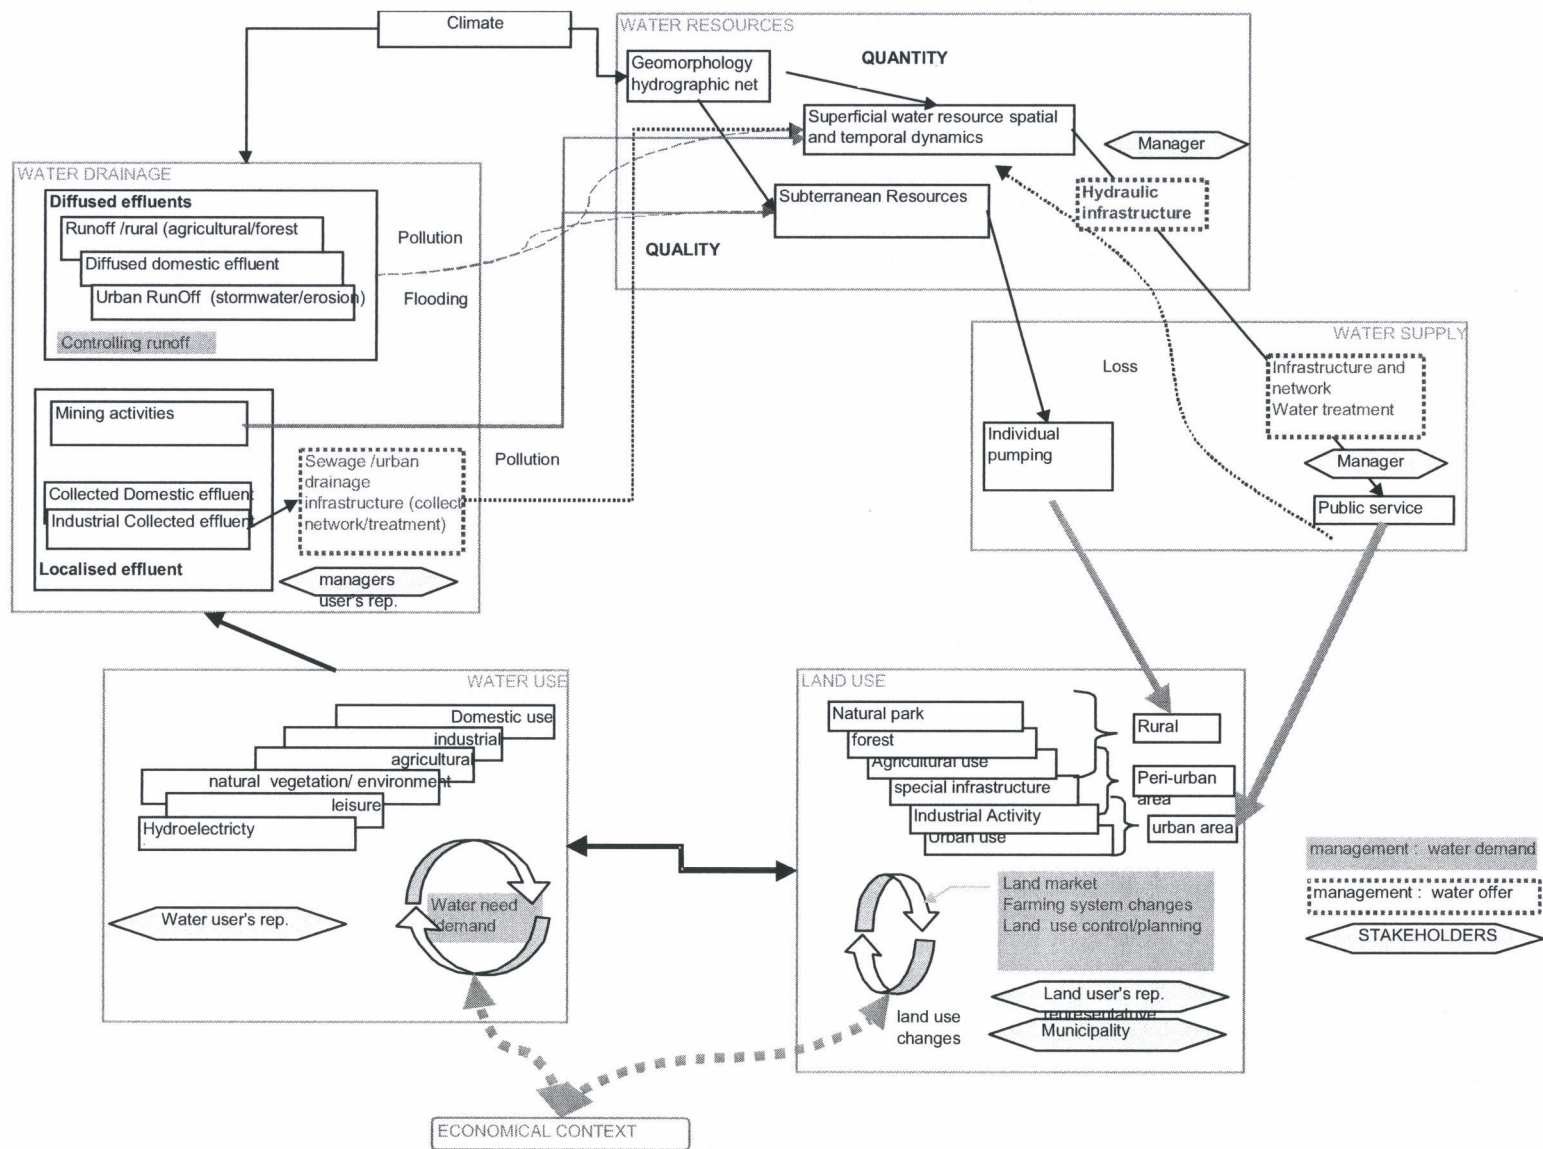 Climate
WATER RESOURCES
Geomorphology
hydrographic net
QUANTITY
Superficial water resource spatial
and temporal dynamics
Manager
Subterranean Resources
Hydraulic
infrastructure
QUALITY
WATER DRAINAGE
Diffused effluents
Runoff /rural (agricultural/forest
Diffused domestic effluent
Urban RunOff (stormwater/erosion)
Controlling runoff
Pollution
Flooding
Mining activities
Collected Domestic effluent
Industrial Collected effluent
Localised effluent
Sewage /urban
drainage
infrastructure (collect
network/treatment)
managers
user's rep.
Pollution
WATER SUPPLY
Loss
Infrastructure and
network
Water treatment
Individual
pumping
Manager
Public service
WATER USE
Domestic use
industrial
agricultural
natural vegetation/ environment
leisure
Hydroelectricty
Water need
/demand
Water user's rep.
LAND USE
Natural park
forest
Agricultural use
special infrastructure
Industrial Activity
Urban use
Rural
Peri-urban
area
urban area
Land market
Farming system changes
Land use control/planning
Land user's rep.
representative
Municipality
land use
changes
management : water demand
management : water offer
STAKEHOLDERS
ECONOMICAL CONTEXT